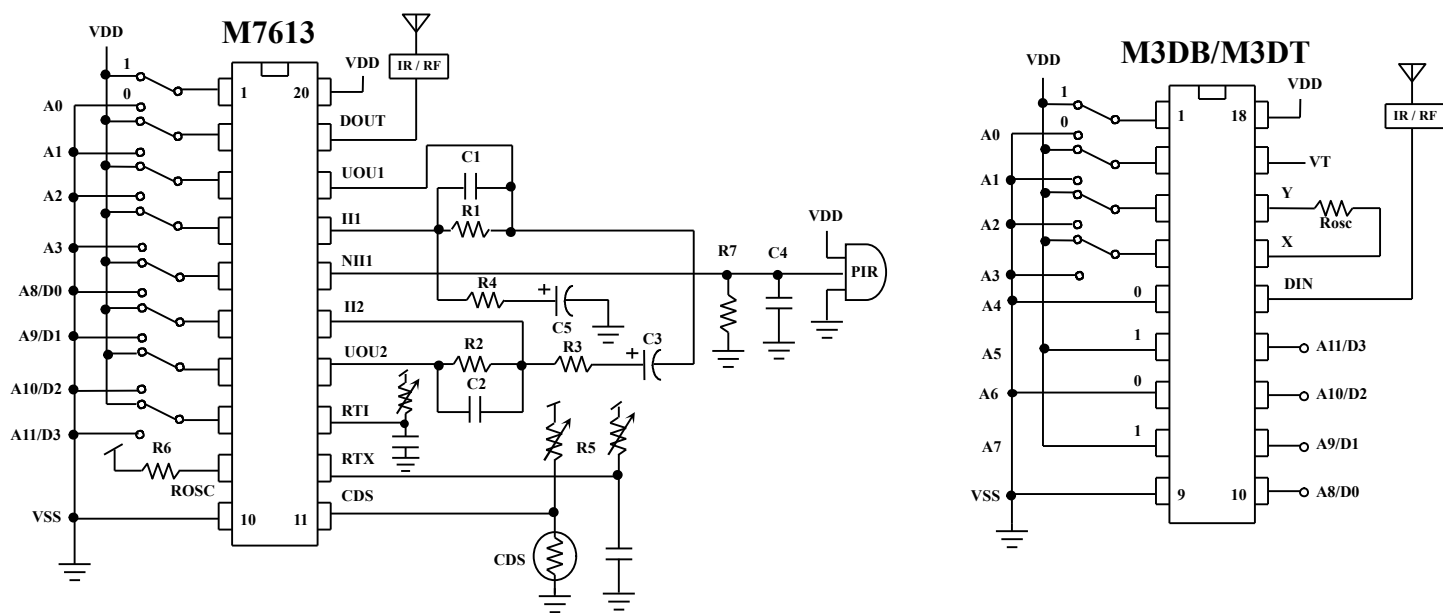 M7613
VDD
1
0
A0
A1
A2
A3
A8/D0
A9/D1
A10/D2
A11/D3
R6
ROSC
VSS
1
20
10
11
VDD
IR / RF
DOUT
UOU1
II1
NII1
II2
UOU2
RTI
RTX
CDS
C1
R1
R4
+
C5
R2
C2
R3
+
C3
R5
CDS
R7
C4
VDD
PIR
M3DB/M3DT
VDD
1
0
A0
A1
A2
A3
A4
0
A5
1
A6
0
A7
1
VSS
1
18
9
10
VDD
IR / RF
VT
Y
Rosc
X
DIN
A11/D3
A10/D2
A9/D1
A8/D0